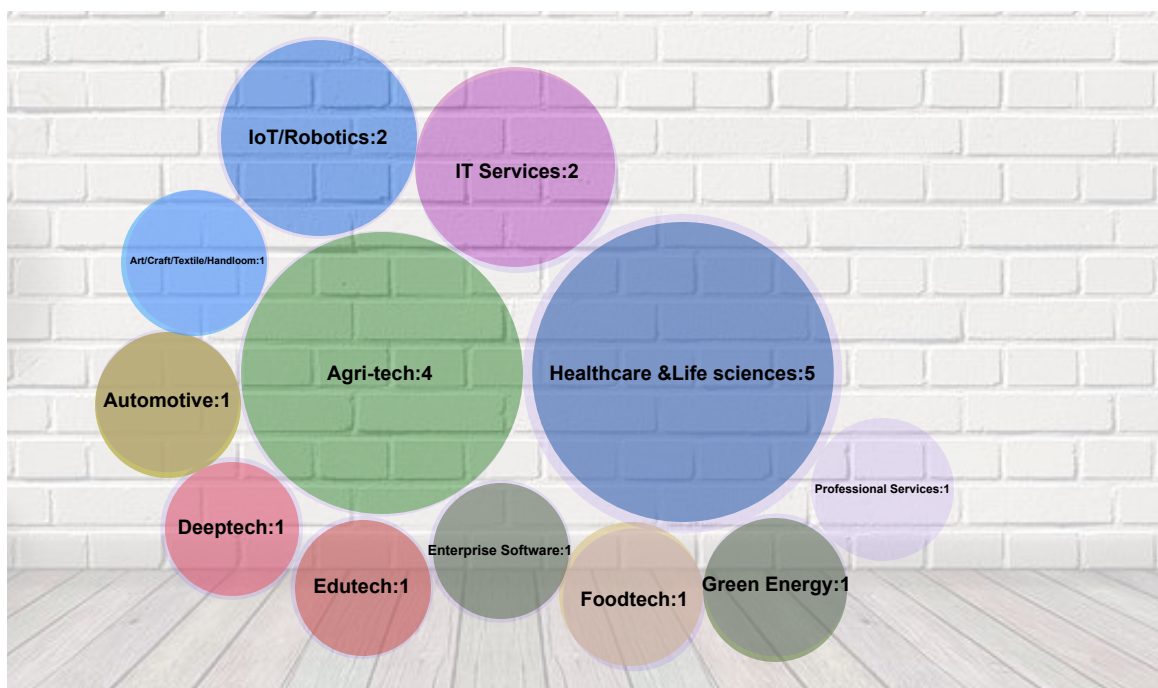 IoT/Robotics:2
IT Services:2
Art/Craft/Textile/Handloom:1
Agri-tech:4
Healthcare &Life sciences:5
Automotive:1
Professional Services:1
Deeptech:1
Enterprise Software:1
Edutech:1
Foodtech:1
Green Energy:1